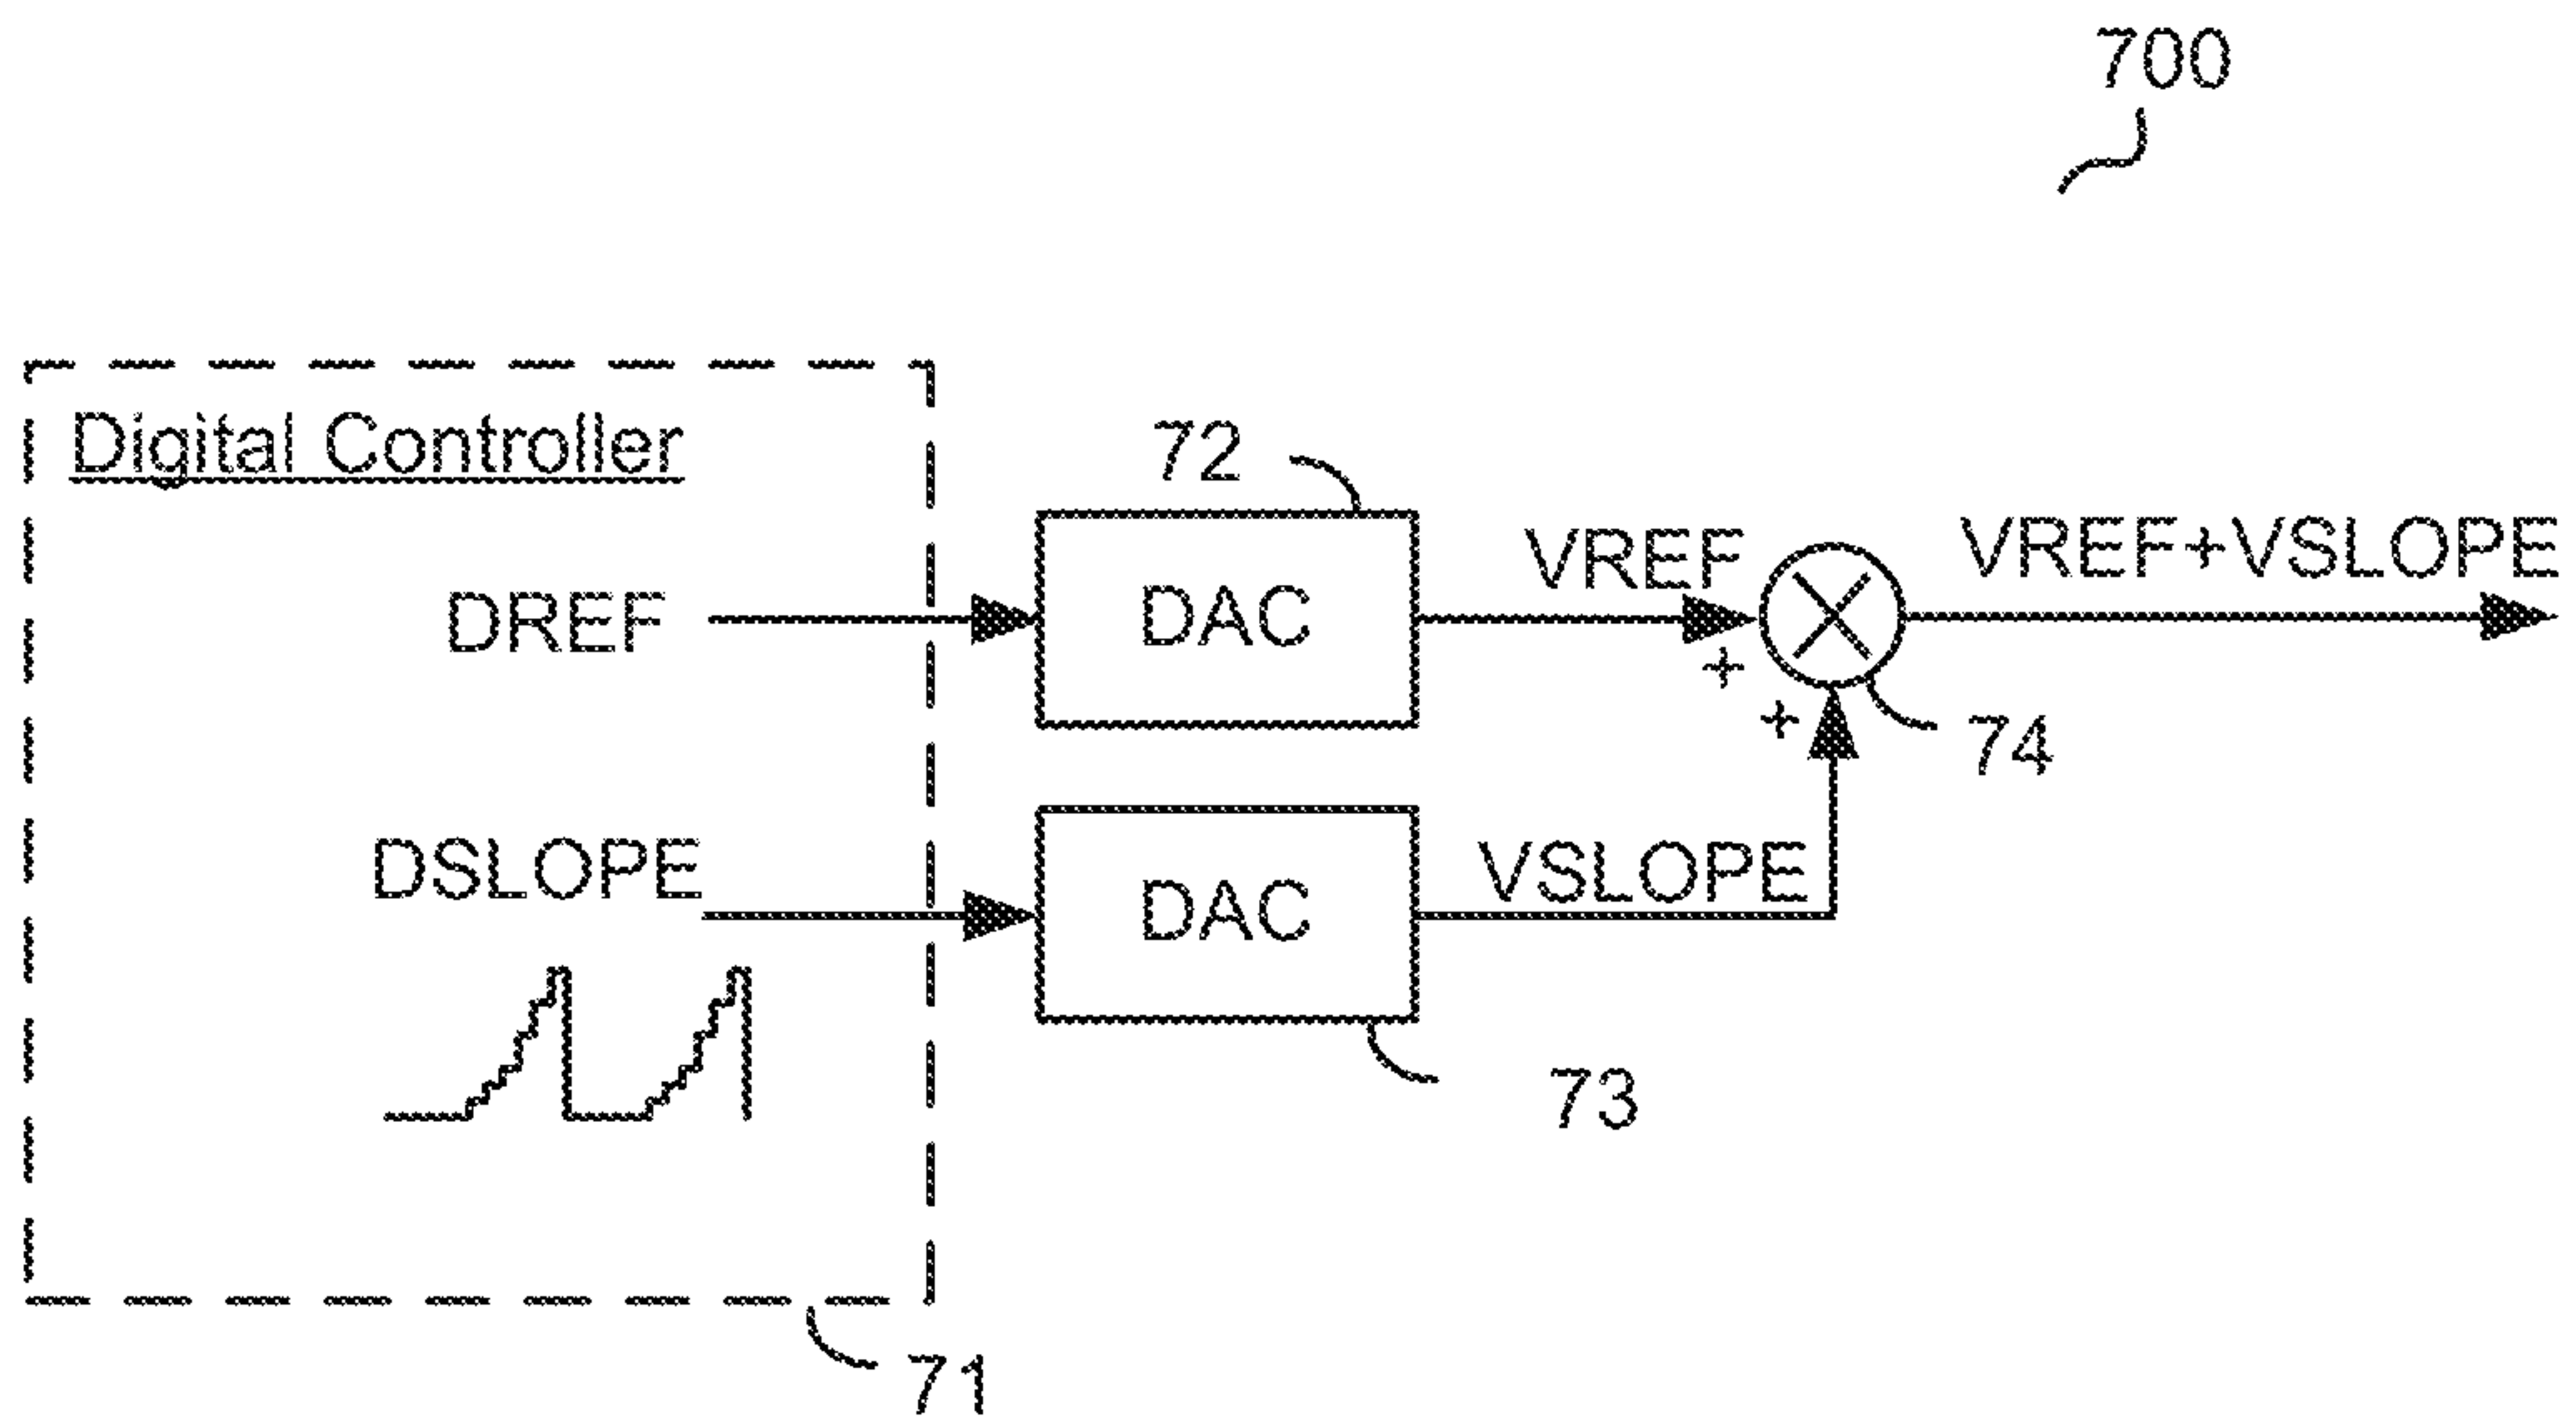 700
Digital Controller
72
DREF
DAC
VREF
VREF+VSLOPE
+
+
74
DSLOPE
DAC
VSLOPE
73
71